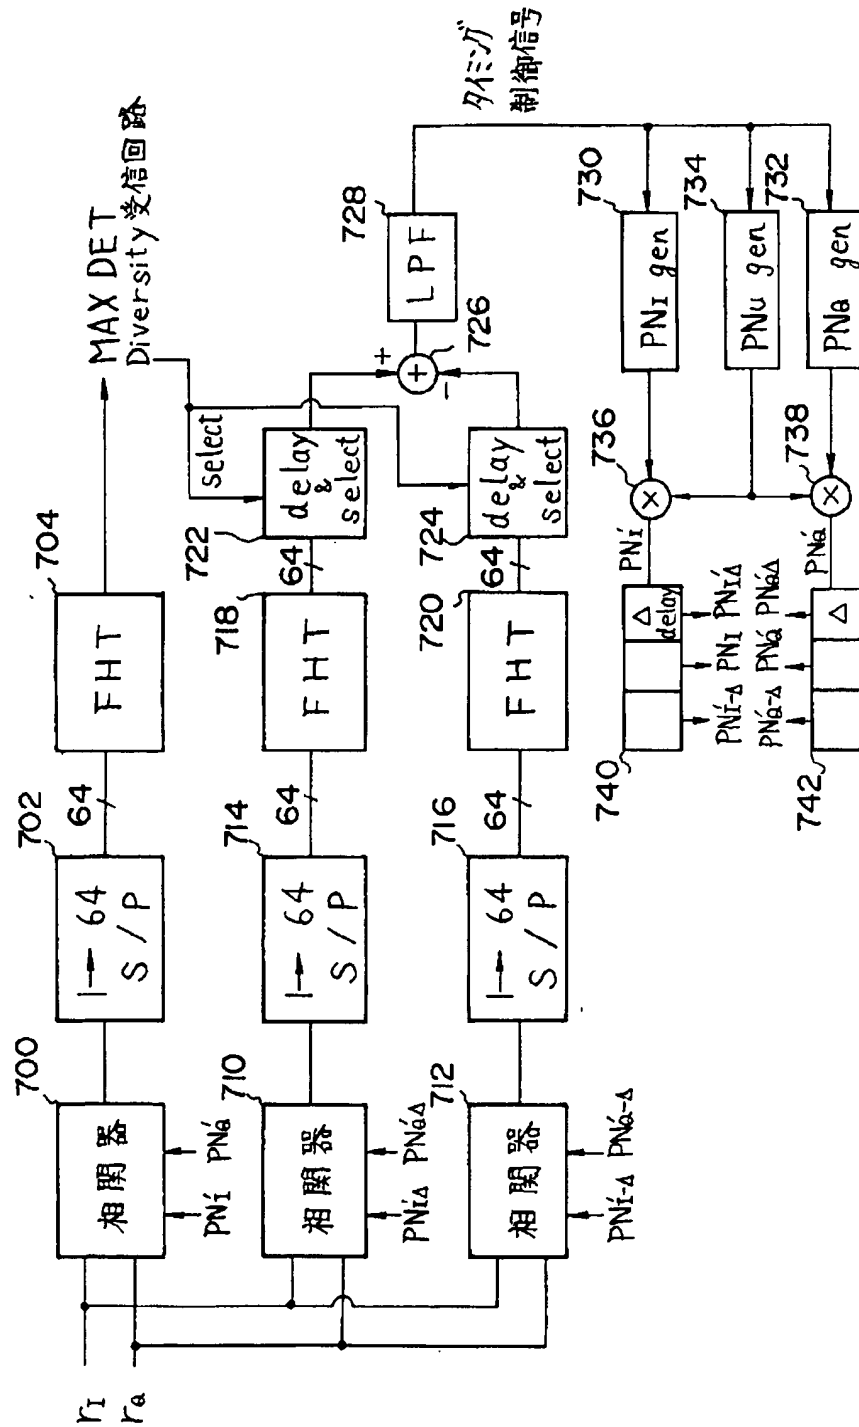 rI
rQ
700
相関器
PNI'
PNQ'
702
1→64
S/P
64
704
FHT
MAX DET
Diversity受信回路
select
710
相関器
PNI'Δ
PNQ'Δ
714
1→64
S/P
64
718
FHT
64
722
delay
&
select
712
相関器
PNI'-Δ
PNQ'-Δ
716
1→64
S/P
64
720
FHT
64
724
delay
&
select
+
-
+
726
728
LPF
タイミング
制御信号
730
PNI gen
734
PNU gen
732
PNQ gen
736
×
738
×
PNI'
PNQ'
740
Δ
delay
PNI'-Δ
PNI'
PNI'Δ
PNQ'-Δ
PNQ'
PNQ'Δ
742
Δ